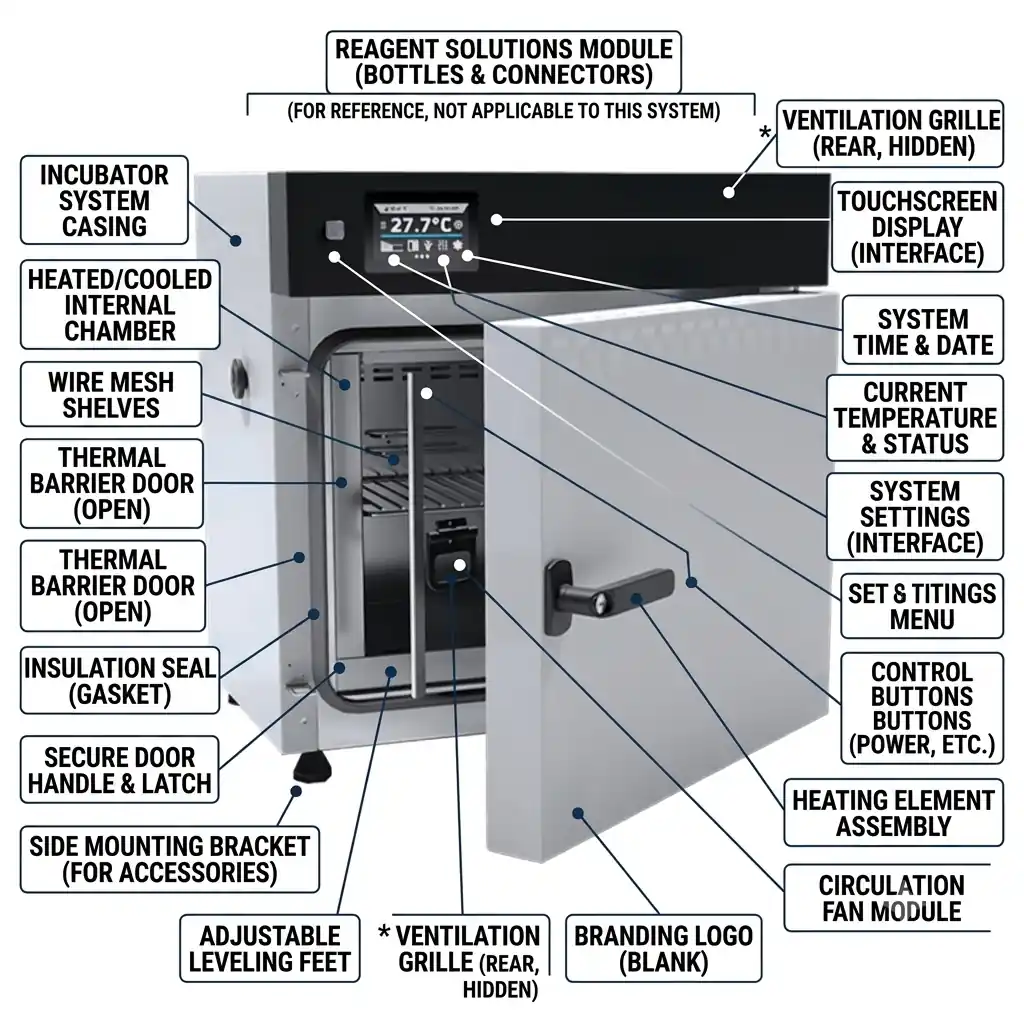 REAGENT SOLUTIONS MODULE
(BOTTLES & CONNECTORS)
(FOR REFERENCE, NOT APPLICABLE TO THIS SYSTEM)
* VENTILATION GRILLE
(REAR, HIDDEN)
INCUBATOR
SYSTEM
CASING
TOUCHSCREEN
DISPLAY
(INTERFACE)
27.7°C
HEATED/COOLED
INTERNAL
CHAMBER
SYSTEM
TIME & DATE
WIRE MESH
SHELVES
CURRENT
TEMPERATURE
& STATUS
THERMAL
BARRIER DOOR
(OPEN)
SYSTEM
SETTINGS
(INTERFACE)
THERMAL
BARRIER DOOR
(OPEN)
SET & TITINGS
MENU
INSULATION SEAL
(GASKET)
CONTROL
BUTTONS
BUTTONS
(POWER, ETC.)
SECURE DOOR
HANDLE & LATCH
HEATING ELEMENT
ASSEMBLY
SIDE MOUNTING BRACKET
(FOR ACCESSORIES)
CIRCULATION
FAN MODULE
ADJUSTABLE
LEVELING FEET
* VENTILATION
GRILLE (REAR,
HIDDEN)
BRANDING LOGO
(BLANK)